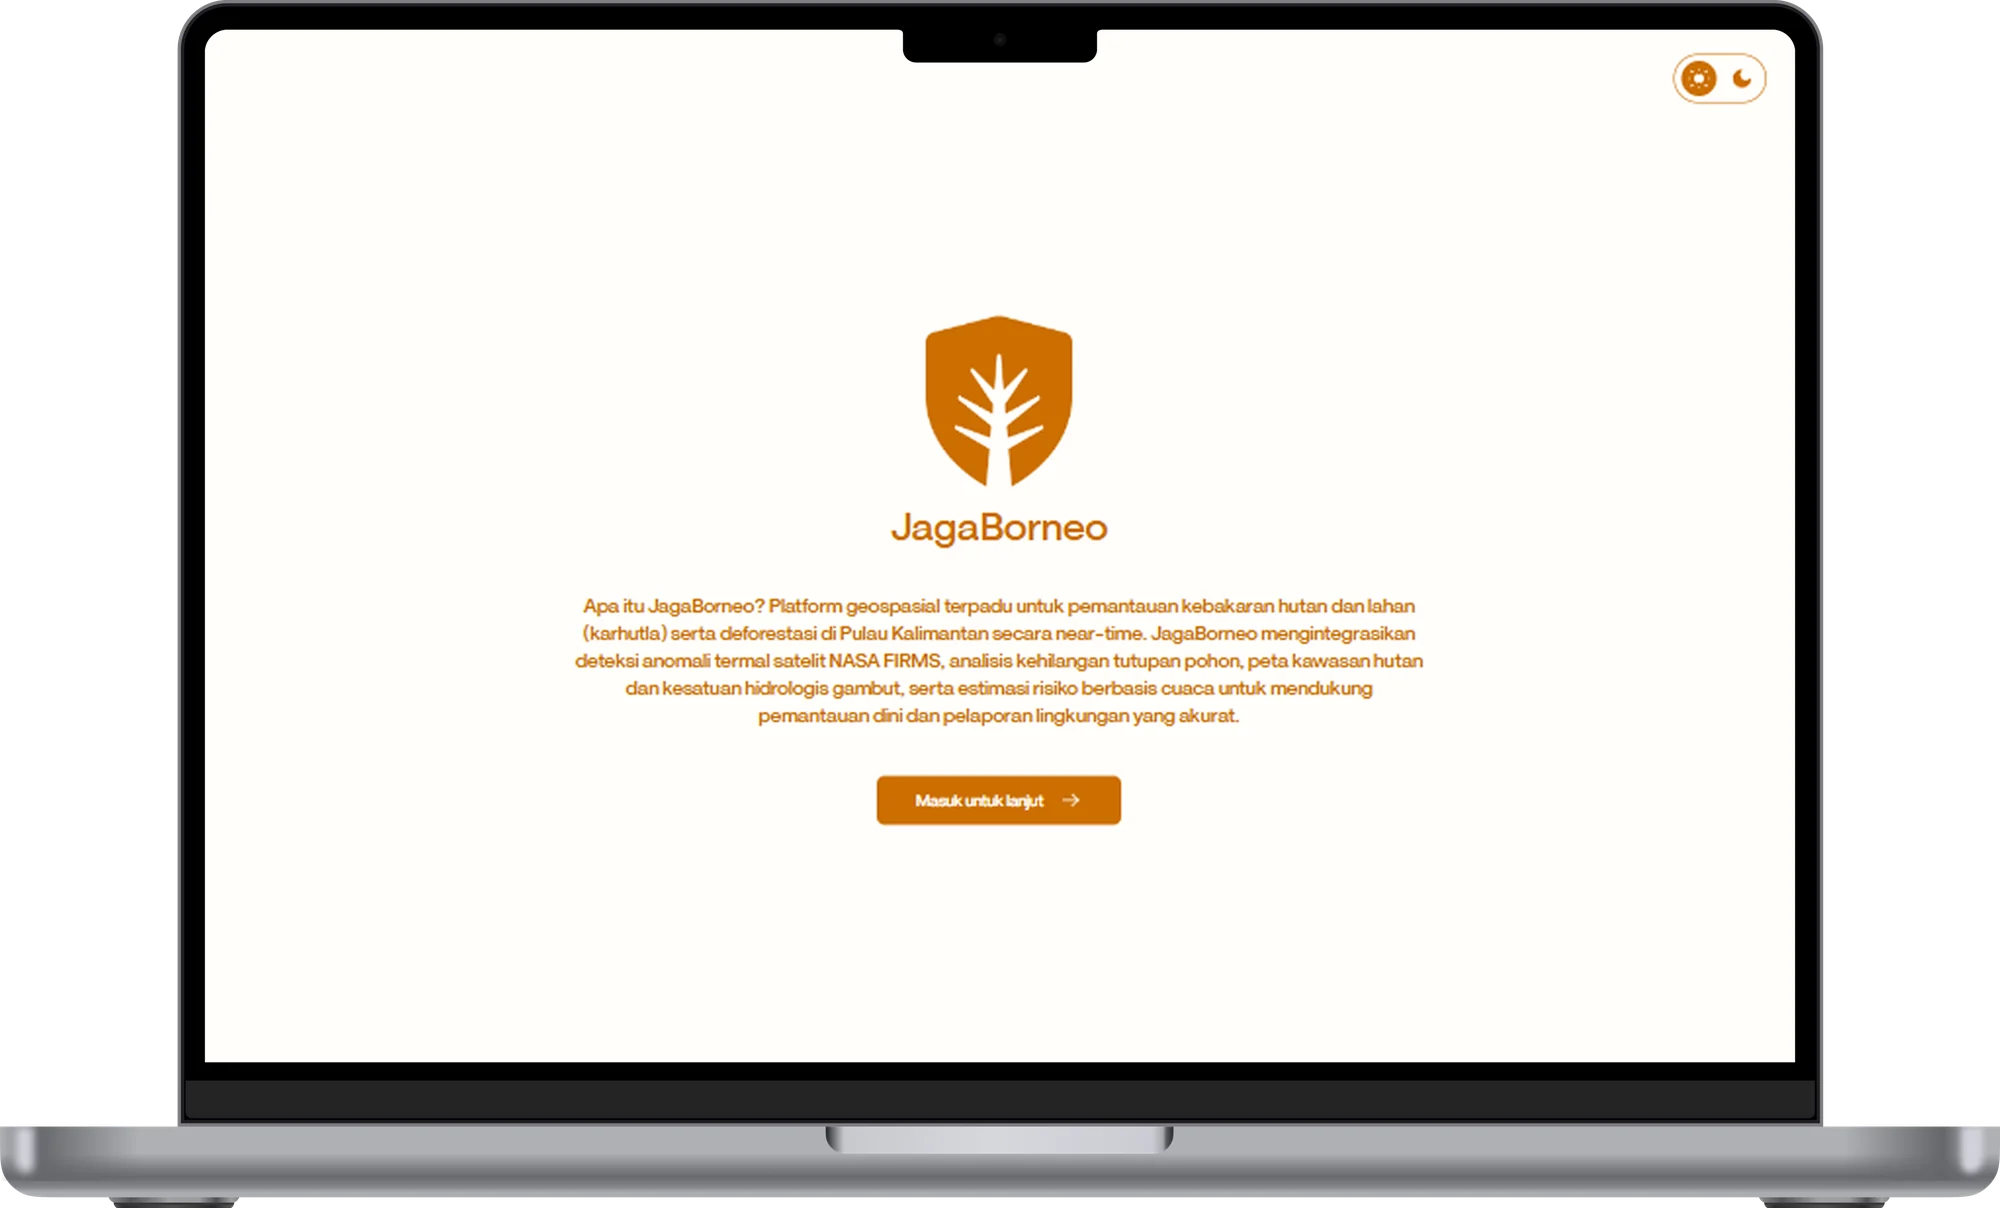 JagaBorneo
Apa itu JagaBorneo? Platform geospasial terpadu untuk pemantauan kebakaran hutan dan lahan
(karhutla) serta deforestasi di Pulau Kalimantan secara near-time. JagaBorneo mengintegrasikan
deteksi anomali termal satelit NASA FIRMS, analisis kehilangan tutupan pohon, peta kawasan hutan
dan kesatuan hidrologis gambut, serta estimasi risiko berbasis cuaca untuk mendukung
pemantauan dini dan pelaporan lingkungan yang akurat.
Masuk untuk lanjut